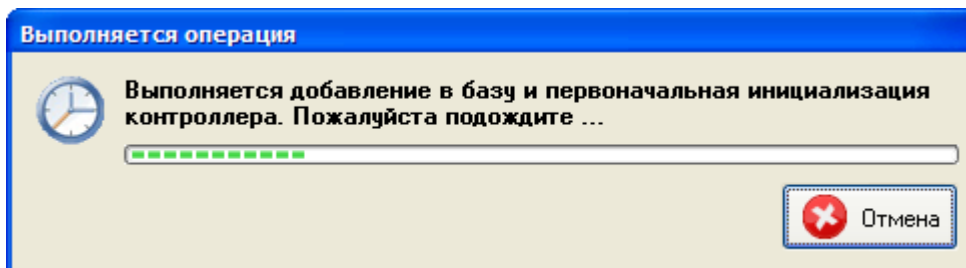 Выполняется операция
Выполняется добавление в базу и первоначальная инициализация
контроллера. Пожалуйста подождите ...
Отмена